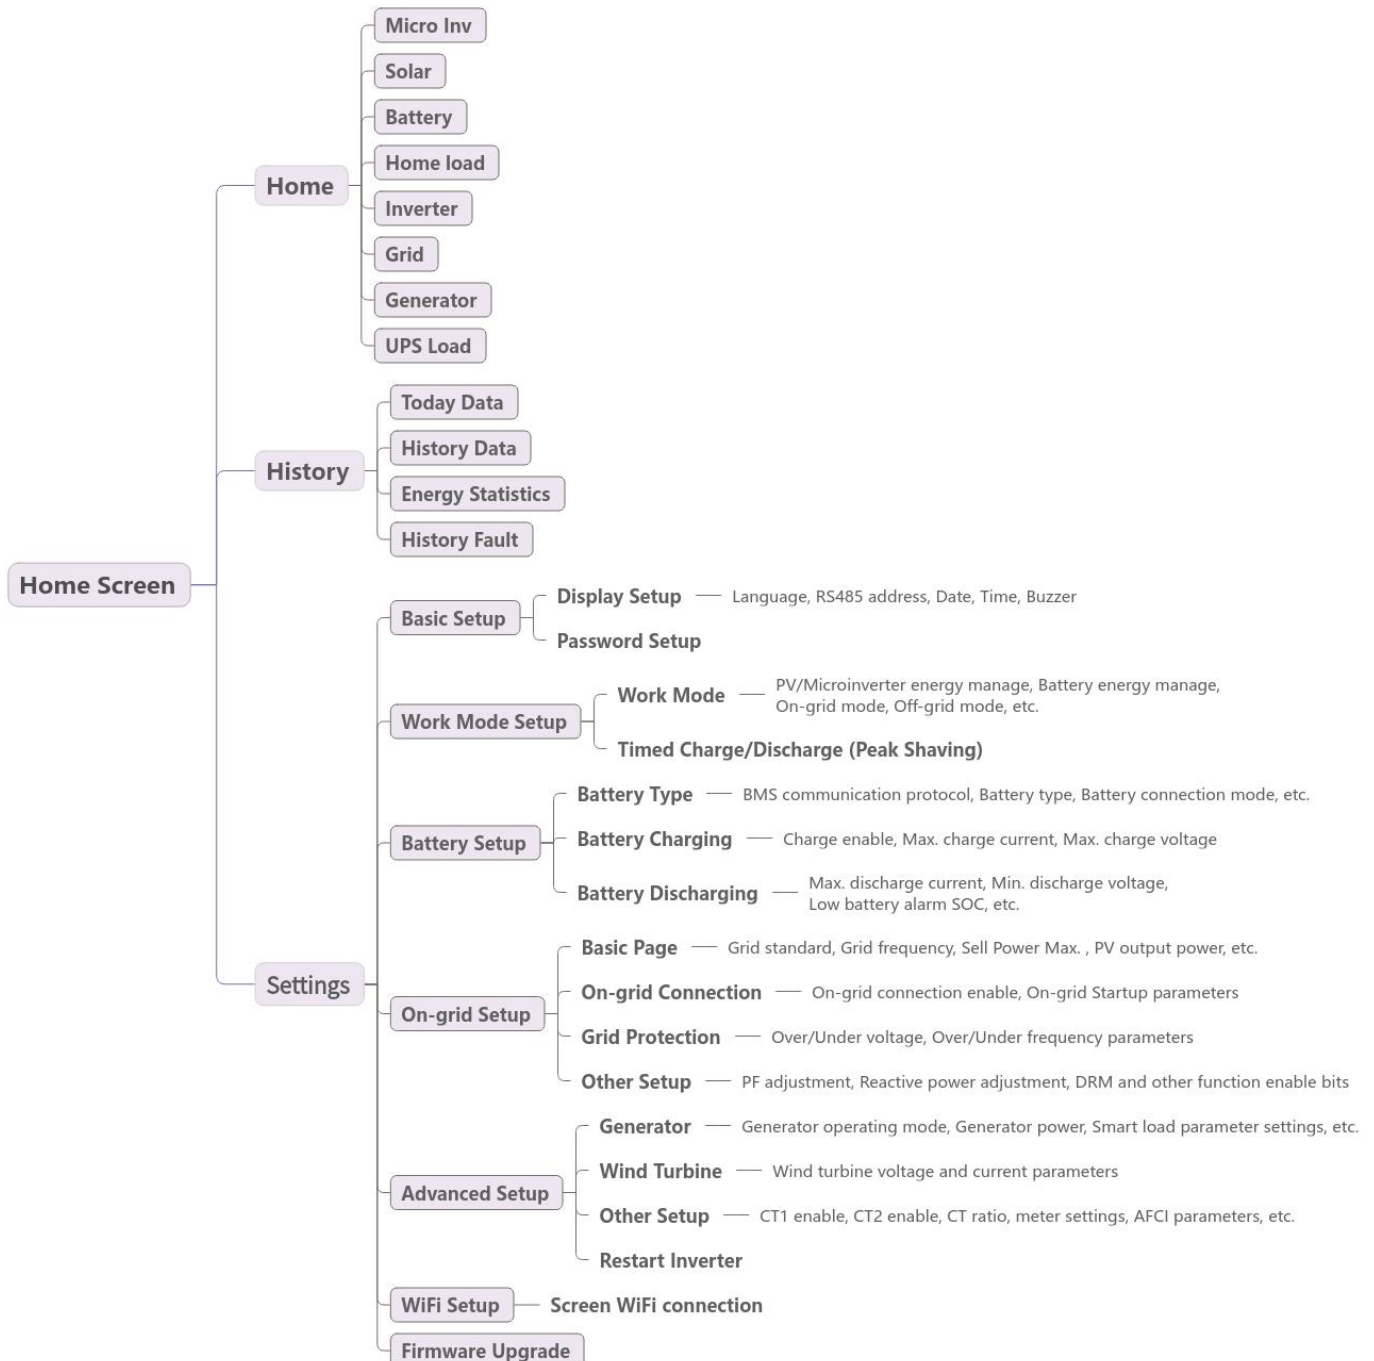 Home Screen
Home
Micro Inv
Solar
Battery
Home load
Inverter
Grid
Generator
UPS Load
History
Today Data
History Data
Energy Statistics
History Fault
Settings
Basic Setup
Display Setup
Language, RS485 address, Date, Time, Buzzer
Password Setup
Work Mode Setup
Work Mode
PV/Microinverter energy manage, Battery energy manage,
On-grid mode, Off-grid mode, etc.
Timed Charge/Discharge (Peak Shaving)
Battery Setup
Battery Type
BMS communication protocol, Battery type, Battery connection mode, etc.
Battery Charging
Charge enable, Max. charge current, Max. charge voltage
Battery Discharging
Max. discharge current, Min. discharge voltage,
Low battery alarm SOC, etc.
On-grid Setup
Basic Page
Grid standard, Grid frequency, Sell Power Max. , PV output power, etc.
On-grid Connection
On-grid connection enable, On-grid Startup parameters
Grid Protection
Over/Under voltage, Over/Under frequency parameters
Other Setup
PF adjustment, Reactive power adjustment, DRM and other function enable bits
Advanced Setup
Generator
Generator operating mode, Generator power, Smart load parameter settings, etc.
Wind Turbine
Wind turbine voltage and current parameters
Other Setup
CT1 enable, CT2 enable, CT ratio, meter settings, AFCI parameters, etc.
Restart Inverter
WiFi Setup
Screen WiFi connection
Firmware Upgrade